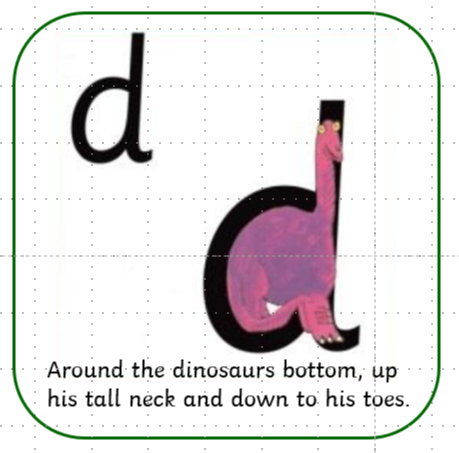 d
d
Around the dinosaurs bottom, up
his tall neck and down to his toes.